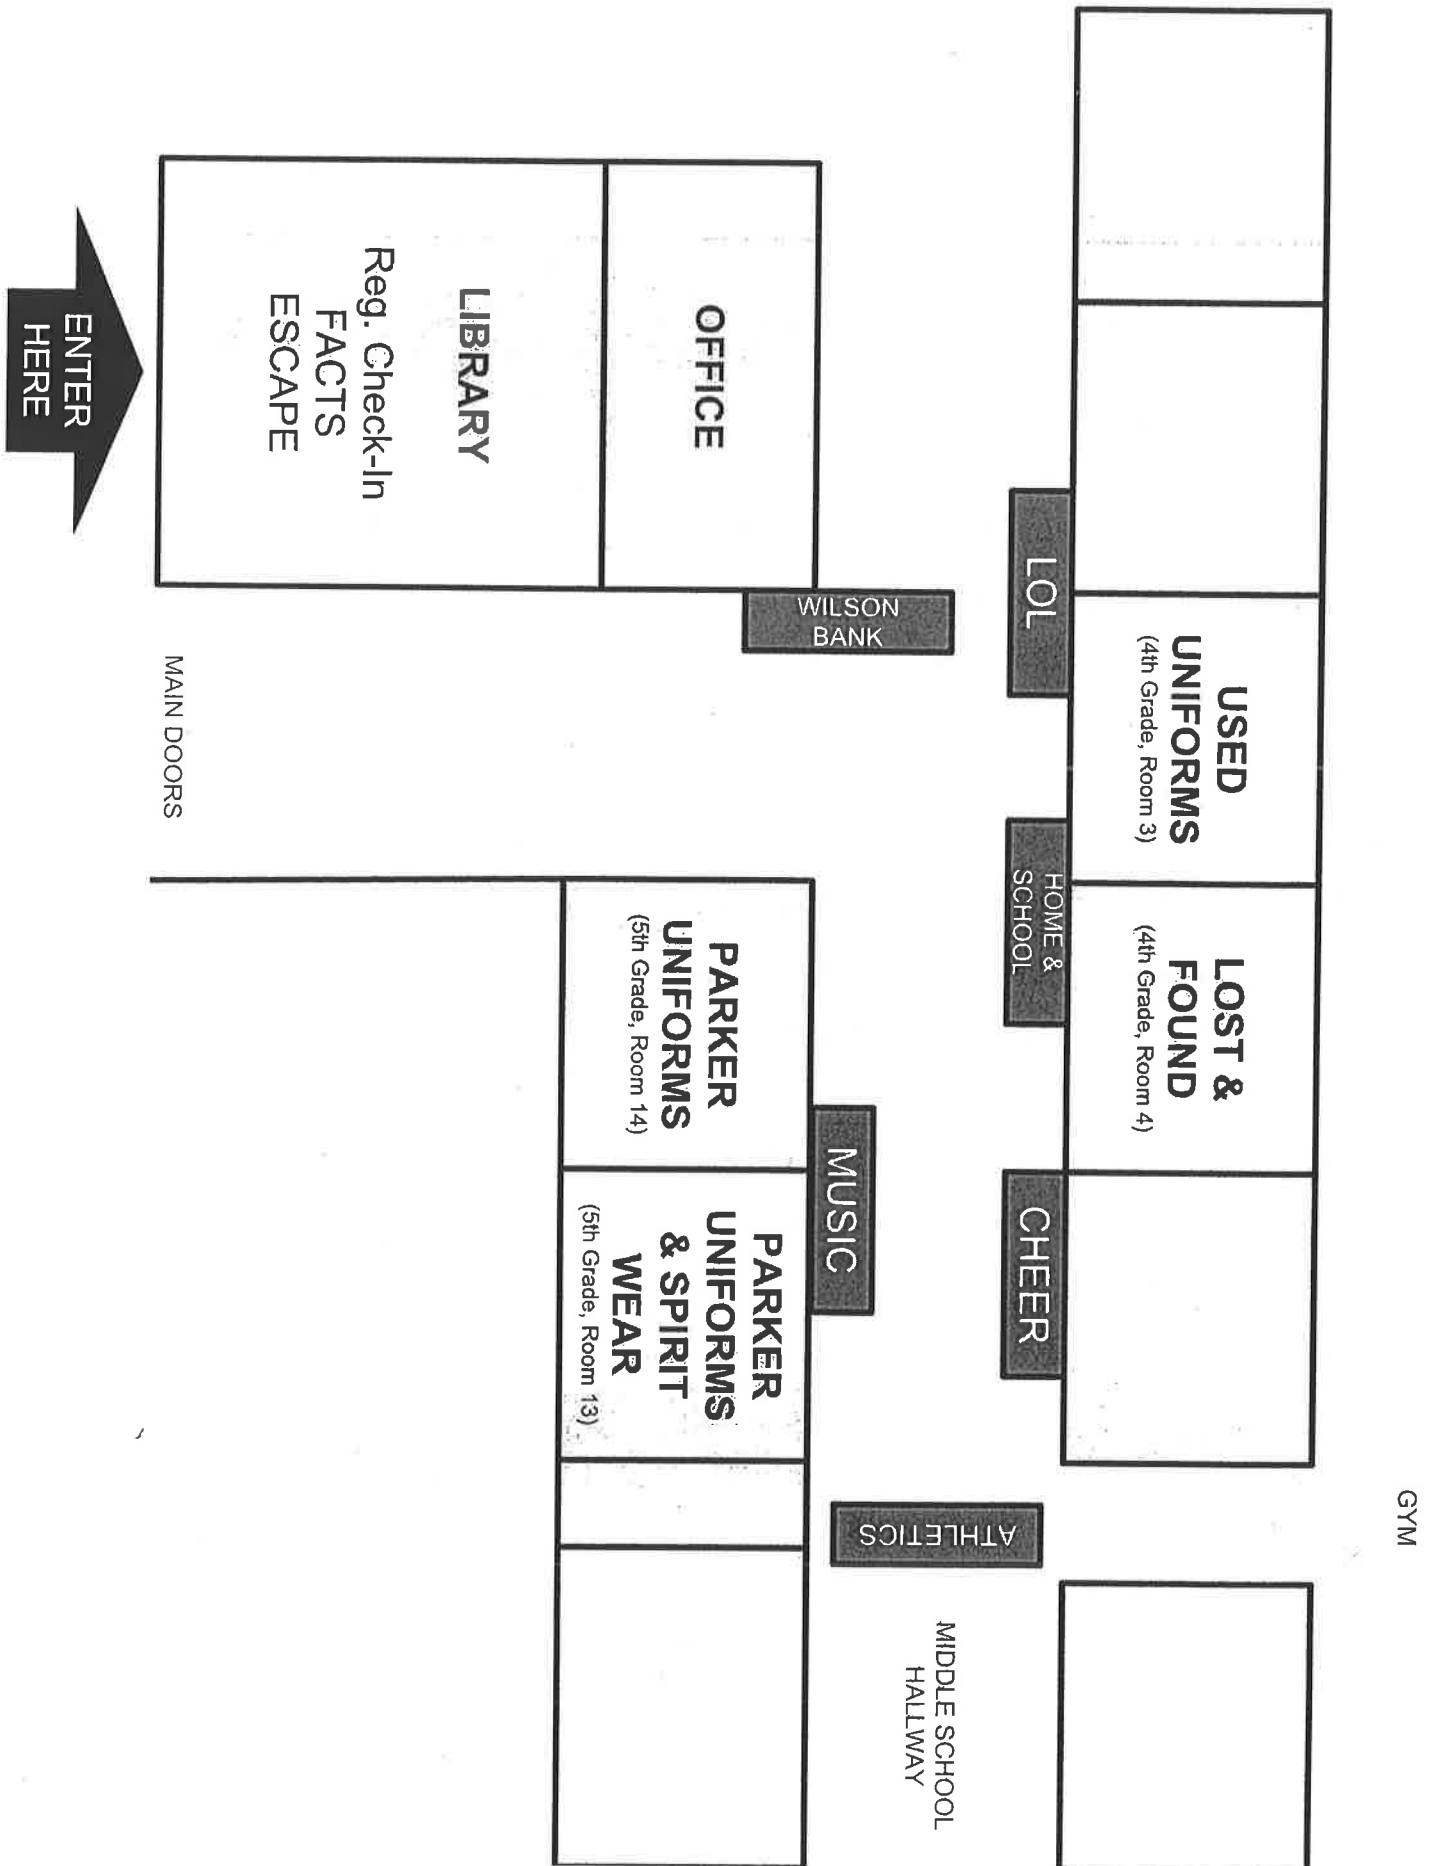 GYM
USED
UNIFORMS
(4th Grade, Room 3)
LOST &
FOUND
(4th Grade, Room 4)
LOL
HOME &
SCHOOL
CHEER
WILSON
BANK
MUSIC
ATHLETICS
MIDDLE SCHOOL
HALLWAY
OFFICE
LIBRARY
Reg. Check-In
FACTS
ESCAPE
PARKER
UNIFORMS
(5th Grade, Room 14)
PARKER
UNIFORMS
& SPIRIT
WEAR
(5th Grade, Room 13)
MAIN DOORS
ENTER
HERE